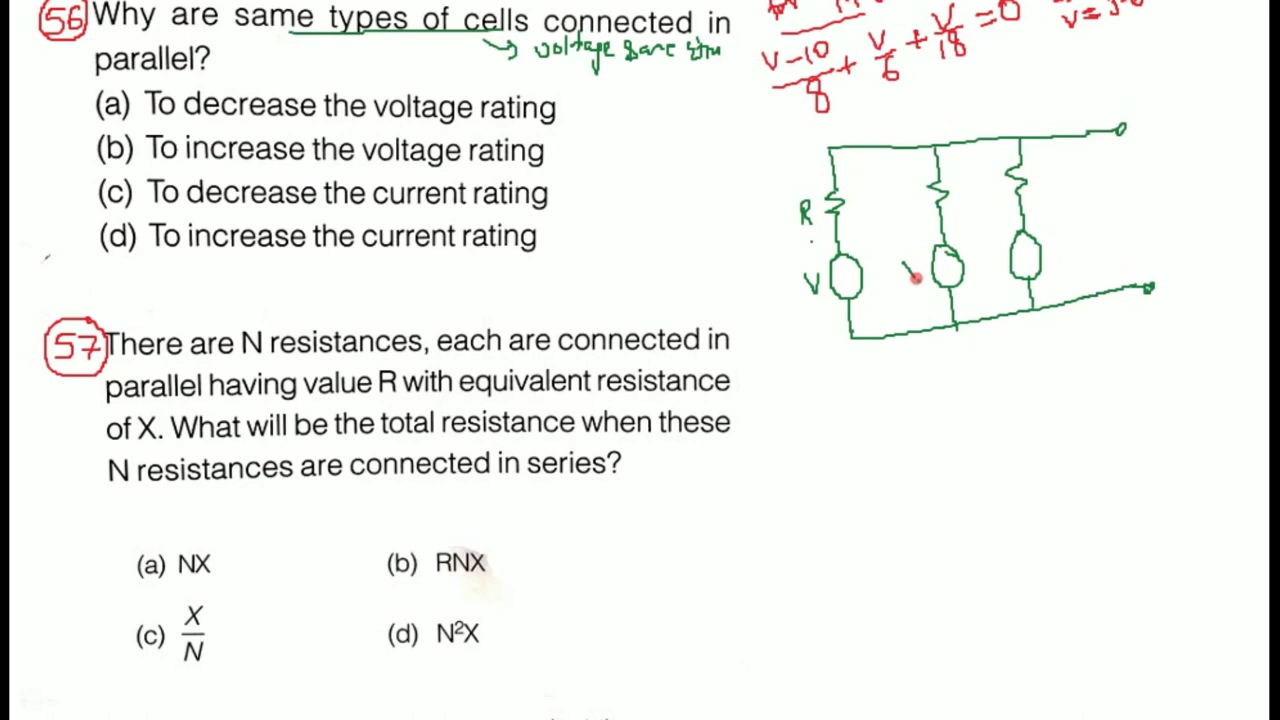 56 Why are same types of cells connected in
parallel?
→ voltage
(a) To decrease the voltage rating
(b) To increase the voltage rating
(c) To decrease the current rating
(d) To increase the current rating
57 There are N resistances, each are connected in
parallel having value R with equivalent resistance
of X. What will be the total resistance when these
N resistances are connected in series?
(a) NX
(b) RNX
(c) X/N
(d) N²X
(V-10)/8 + V/6 + V/18 = 0
R
V